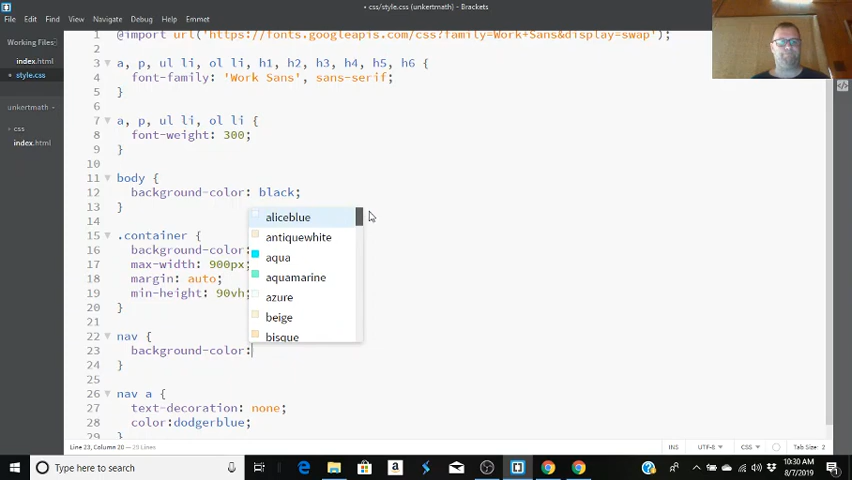 • css/style.css (unkertmath) - Brackets
File Edit Find View Navigate Debug Help Emmet
Working Files
index.html
• style.css
unkertmath
css
index.html
1 @import url('https://fonts.googleapis.com/css?family=Work+Sans&display=swap');
2
3 a, p, ul li, ol li, h1, h2, h3, h4, h5, h6 {
4 font-family: 'Work Sans', sans-serif;
5 }
6
7 a, p, ul li, ol li {
8 font-weight: 300;
9 }
10
11 body {
12 background-color: black;
13 }
14
15 .container {
16 background-color:
17 max-width: 900px;
18 margin: auto;
19 min-height: 90vh;
20 }
21
22 nav {
23 background-color:
24 }
25
26 nav a {
27 text-decoration: none;
28 color:dodgerblue;
}
aliceblue
antiquewhite
aqua
aquamarine
azure
beige
bisque
Line 23, Column 20 — 29 Lines
INS UTF-8 CSS Tab Size: 2
Type here to search
10:30 AM
8/7/2019